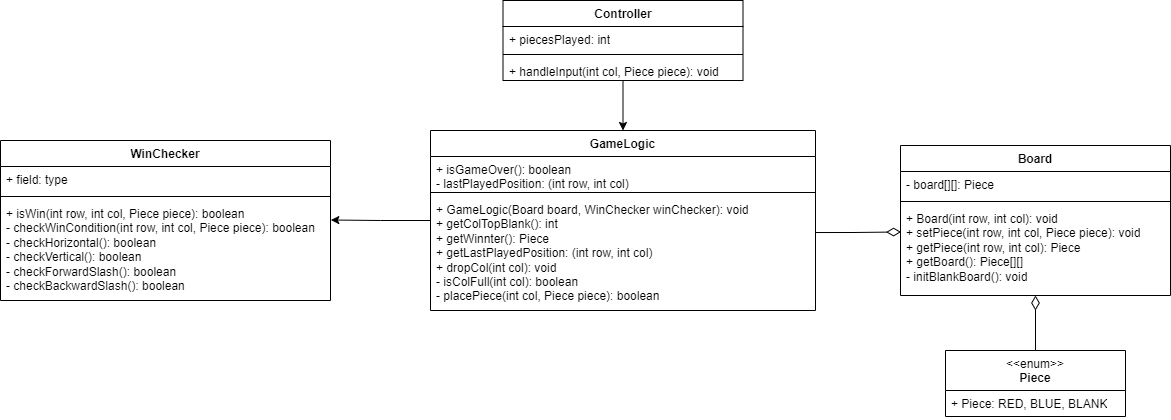 Controller
+ piecesPlayed: int
+ handleInput(int col, Piece piece): void
WinChecker
+ field: type
+ isWin(int row, int col, Piece piece): boolean
- checkWinCondition(int row, int col, Piece piece): boolean
- checkHorizontal(): boolean
- checkVertical(): boolean
- checkForwardSlash(): boolean
- checkBackwardSlash(): boolean
GameLogic
+ isGameOver(): boolean
- lastPlayedPosition: (int row, int col)
+ GameLogic(Board board, WinChecker winChecker): void
+ getColTopBlank(): int
+ getWinnter(): Piece
+ getLastPlayedPosition: (int row, int col)
+ dropCol(int col): void
- isColFull(int col): boolean
- placePiece(int col, Piece piece): boolean
Board
- board[][]: Piece
+ Board(int row, int col): void
+ setPiece(int row, int col, Piece piece): void
+ getPiece(int row, int col): Piece
+ getBoard(): Piece[][]
- initBlankBoard(): void
<<enum>>
Piece
+ Piece: RED, BLUE, BLANK